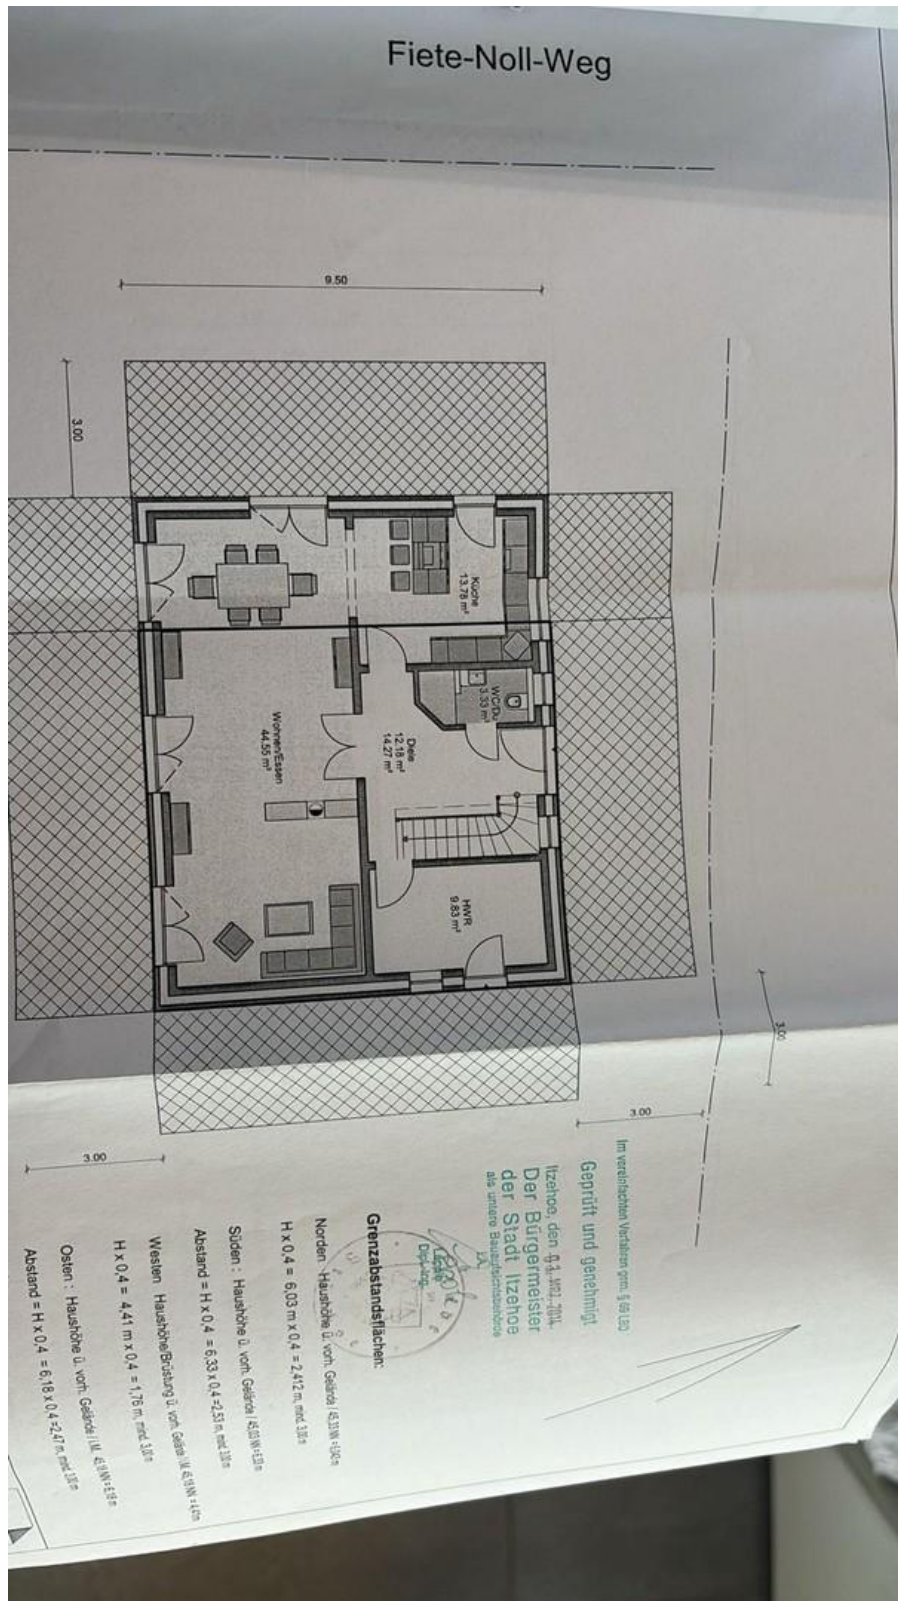 Fiete-Noll-Weg
9.50
3.00
Küche
13.78 m²
WC/Du
3.33 m²
Diele
12.18 m²
14.27 m²
Wohnen/Essen
44.55 m²
HWR
9.83 m²
3.00
3.00
3.00
Im vereinfachten Verfahren gem. § 69 LBO
Geprüft und genehmigt
Itzehoe, den
Der Bürgermeister
der Stadt Itzehoe
als untere Bauaufsichtsbehörde
i.A.
Dipl.-Ing.
Grenzabstandsflächen:
Norden Haushöhe ü. vorh. Gelände
H x 0,4 = 6,03 m x 0,4 = 2,412 m, mind. 3,00 m
Süden : Haushöhe ü. vorh. Gelände
Abstand = H x 0,4 = 6,33 x 0,4 =2,53 m, mind. 3,00 m
Westen Haushöhe/Brüstung ü. vorh. Gelände
H x 0,4 = 4,41 m x 0,4 = 1,76 m, mind. 3,00 m
Osten : Haushöhe ü. vorh. Gelände
Abstand = H x 0,4 = 6,18 x 0,4 =2,47 m, mind. 3,00 m